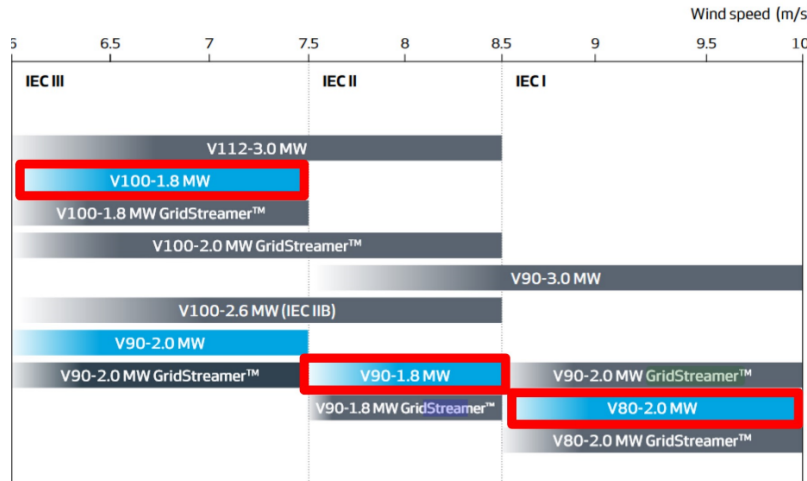 Wind speed (m/s
6 6.5 7 7.5 8 8.5 9 9.5 10
IEC III IEC II IEC I
V112-3.0 MW
V100-1.8 MW
V100-1.8 MW GridStreamer™
V100-2.0 MW GridStreamer™
V90-3.0 MW
V100-2.6 MW (IEC IIB)
V90-2.0 MW
V90-2.0 MW GridStreamer™ V90-1.8 MW V90-2.0 MW GridStreamer™
V90-1.8 MW GridStreamer™ V80-2.0 MW
V80-2.0 MW GridStreamer™